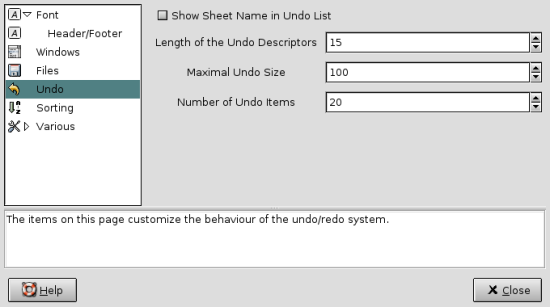 Font
Header/Footer
Windows
Files
Undo
Sorting
Various
Show Sheet Name in Undo List
Length of the Undo Descriptors 15
Maximal Undo Size 100
Number of Undo Items 20
The items on this page customize the behaviour of the undo/redo system.
Help
Close